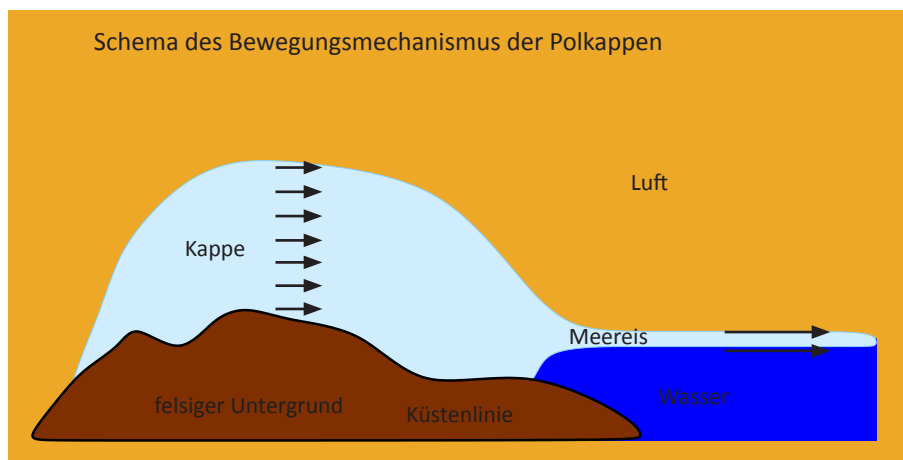 Schema des Bewegungsmechanismus der Polkappen
Luft
Kappe
Meereis
Wasser
felsiger Untergrund
Küstenlinie